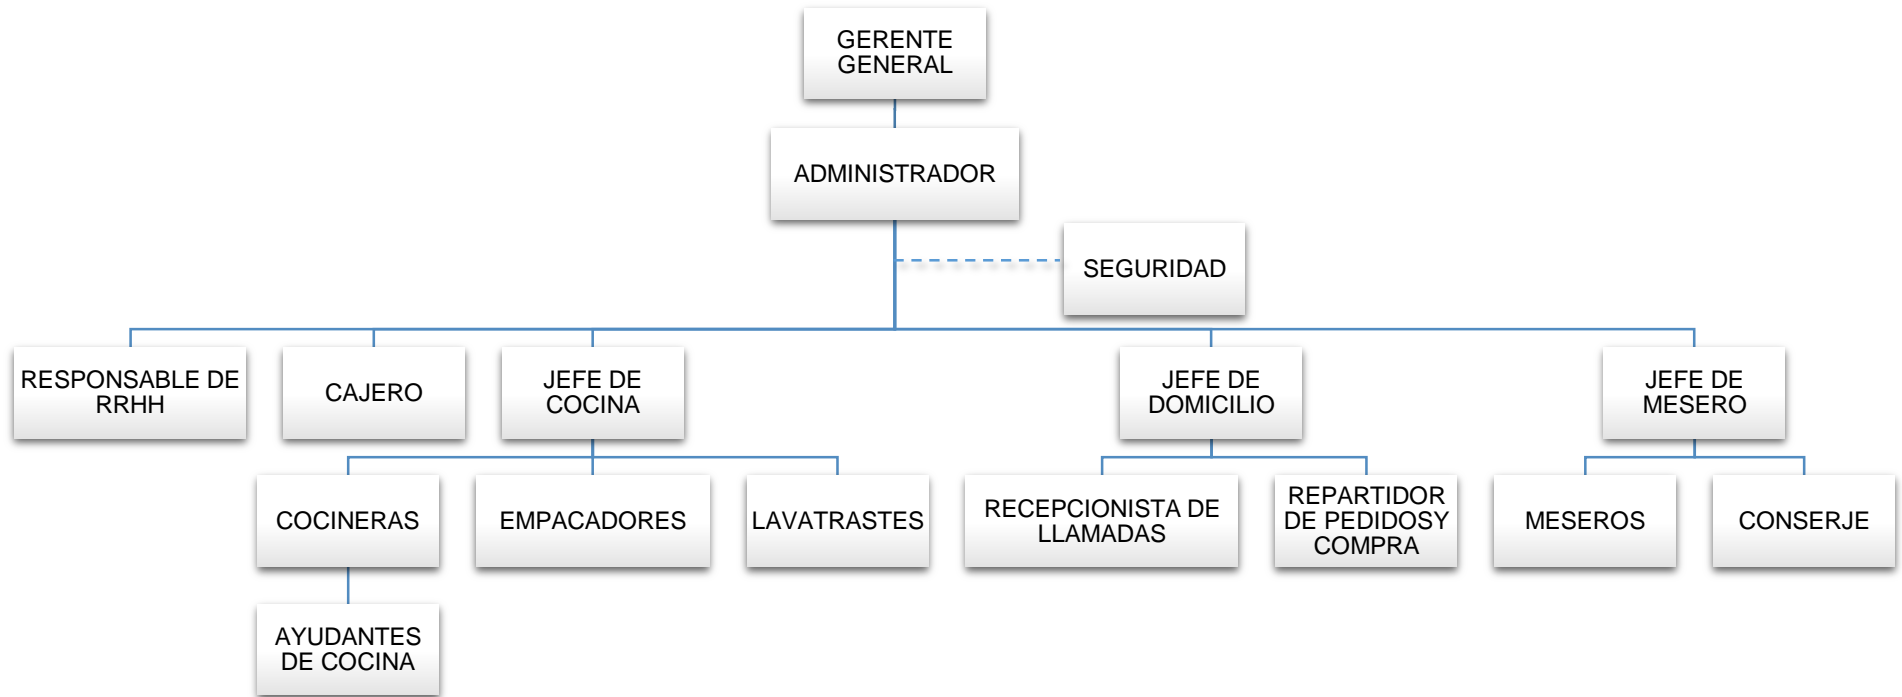 GERENTE
GENERAL
ADMINISTRADOR
SEGURIDAD
RESPONSABLE DE
RRHH
CAJERO
JEFE DE
COCINA
JEFE DE
DOMICILIO
JEFE DE
MESERO
COCINERAS
EMPACADORES
LAVATRASTES
RECEPCIONISTA DE
LLAMADAS
REPARTIDOR
DE PEDIDOSY
COMPRA
MESEROS
CONSERJE
AYUDANTES
DE COCINA